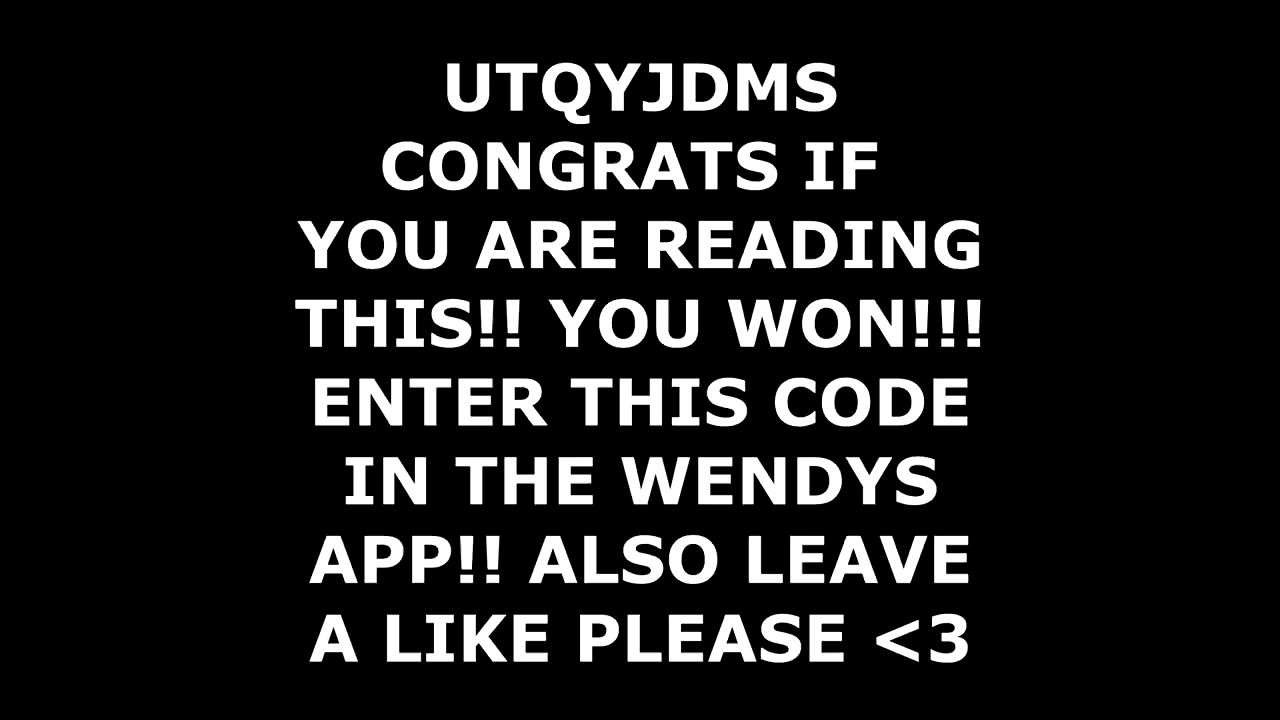 UTQYJDMS
CONGRATS IF
YOU ARE READING
THIS!! YOU WON!!!
ENTER THIS CODE
IN THE WENDYS
APP!! ALSO LEAVE
A LIKE PLEASE <3